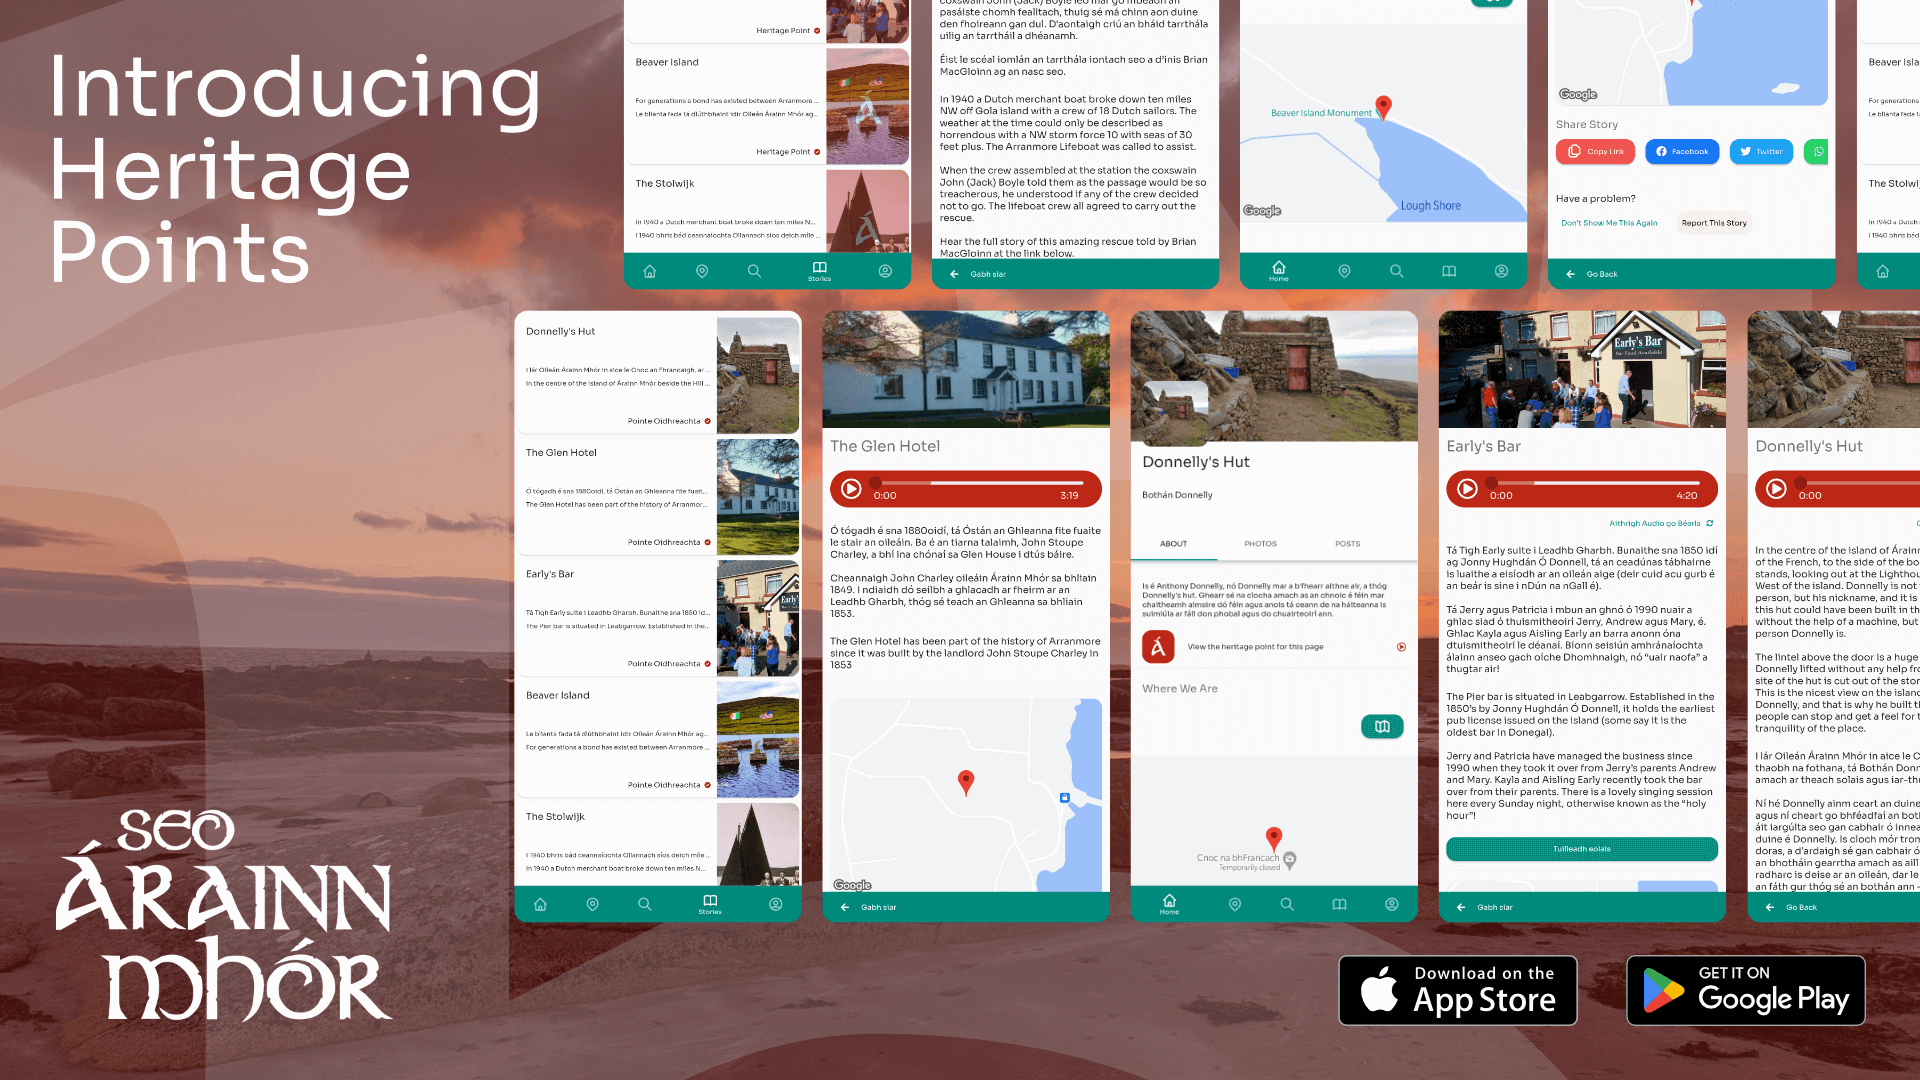 Introducing
Heritage
Points
Heritage Point
Beaver Island
For generations a bond has existed between Arranmore ...
Le blianta fada tá dlúthbhaint idir Oileán Árainn Mhór ag...
Heritage Point
The Stolwijk
In 1940 a Dutch merchant boat broke down ten miles N...
I 1940 bhris bád ceannaíochta Ollannach síos deich míle ...
Stories
coxswain John (Jack) Boyle leo mar go mbeadh an
pasáiste chomh fealltach, thuig sé má chinn aon duine
den fhoireann gan dul. D'aontaigh criú an bháid tarrthála
uilig an tarrtháil a dhéanamh.
Éist le scéal iomlán an tarrthála iontach seo a d'inis Brian
MacGloinn ag an nasc seo.
In 1940 a Dutch merchant boat broke down ten miles
NW off Gola island with a crew of 18 Dutch sailors. The
weather at the time could only be described as
horrendous with a NW storm force 10 with seas of 30
feet plus. The Arranmore Lifeboat was called to assist.
When the crew assembled at the station the coxswain
John (Jack) Boyle told them as the passage would be so
treacherous, he understood if any of the crew decided
not to go. The lifeboat crew all agreed to carry out the
rescue.
Hear the full story of this amazing rescue told by Brian
MacGloinn at the link below.
Gabh siar
Beaver Island Monument
Lough Shore
Google
Home
Google
Share Story
Copy Link
Facebook
Twitter
Have a problem?
Don't Show Me This Again
Report This Story
Go Back
Beaver Isla
For generations
Le blianta fada t
The Stolwij
In 1940 a Dutch
I 1940 bhris bád
Donnelly's Hut
I lár Oileán Árainn Mhór in aice le Cnoc an Fhrancaigh, ar ...
In the centre of the island of Árainn Mhór beside the Hill ...
Pointe Oidhreachta
The Glen Hotel
Ó tógadh é sna 1880oidí, tá Óstán an Ghleanna fite fuait...
The Glen Hotel has been part of the history of Arranmor...
Pointe Oidhreachta
Early's Bar
Tá Tigh Early suite i Leadhb Gharbh. Bunaithe sna 1850 id...
The Pier bar is situated in Leabgarrow. Established in the...
Pointe Oidhreachta
Beaver Island
Le blianta fada tá dlúthbhaint idir Oileán Árainn Mhór ag...
For generations a bond has existed between Arranmore ...
Pointe Oidhreachta
The Stolwijk
I 1940 bhris bád ceannaíochta Ollannach síos deich míle ...
In 1940 a Dutch merchant boat broke down ten miles N...
Stories
The Glen Hotel
0:00
3:19
Ó tógadh é sna 1880oidí, tá Óstán an Ghleanna fite fuaite
le stair an oileáin. Ba é an tiarna talaimh, John Stoupe
Charley, a bhí ina chónaí sa Glen House i dtús báire.
Cheannaigh John Charley oileáin Árainn Mhór sa bhliain
1849. I ndiaidh dó seilbh a ghlacadh ar fheirm ar an
Leadhb Gharbh, thóg sé teach an Ghleanna sa bhliain
1853.
The Glen Hotel has been part of the history of Arranmore
since it was built by the landlord John Stoupe Charley in
1853
Google
Gabh siar
Donnelly's Hut
Bothán Donnelly
ABOUT
PHOTOS
POSTS
Is é Anthony Donnelly, nó Donnelly mar a b'fhearr aithne air, a thóg
Donnelly's hut. Ghearr sé na clocha amach as an chnoic é féin mar
chaitheamh aimsire dó féin agus anois tá ceann de na háiteanna is
suimiúla ar fáil don phobal agus do chuairteoirí ann.
Á
View the heritage point for this page
Where We Are
Cnoc na bhFrancach
Temporarily closed
Home
Early's Bar
Bar Food Available
Early's Bar
0:00
4:20
Aithrigh Audio go Béarla
Tá Tigh Early suite i Leadhb Gharbh. Bunaithe sna 1850 idí
ag Jonny Hughdán Ó Donnell, tá an ceadúnas tábhairne
is luaithe a eisíodh ar an oileán aige (deir cuid acu gurb é
an beár is sine i nDún na nGall é).
Tá Jerry agus Patricia i mbun an ghnó ó 1990 nuair a
ghlac siad ó thuismitheoirí Jerry, Andrew agus Mary, é.
Ghlac Kayla agus Aisling Early an barra anonn óna
dtuismitheoirí le déanaí. Bíonn seisiún amhránaíochta
álainn anseo gach oíche Dhomhnaigh, nó “uair naofa” a
thugtar air!
The Pier bar is situated in Leabgarrow. Established in the
1850’s by Jonny Hughdán Ó Donnell, it holds the earliest
pub license issued on the island (some say it is the
oldest bar in Donegal).
Jerry and Patricia have managed the business since
1990 when they took it over from Jerry's parents Andrew
and Mary. Kayla and Aisling Early recently took the bar
over from their parents. There is a lovely singing session
here every Sunday night, otherwise known as the “holy
hour”!
Tuilleadh eolais
Gabh siar
Donnelly's Hut
0:00
In the centre of the island of Árainn
of the French, to the side of the bo
stands, looking out at the Lighthou
West of the island. Donnelly is not
person, but his nickname, and it is
this hut could have been built in th
without the help of a machine, but
person Donnelly is.
The lintel above the door is a huge
Donnelly lifted without any help fro
site of the hut is cut out of the ston
This is the nicest view on the island
Donnelly, and that is why he built th
people can stop and get a feel for t
tranquility of the place.
I lár Oileán Árainn Mhór in aice le C
thaobh na fothana, tá Bothán Donn
amach ar theach solais agus iar-thu
Ní hé Donnelly ainm ceart an duine
agus ní cheart go bhféadfaí an both
áit iargúlta seo gan cabhair ó innea
duine é Donnelly. Is cloch mór trom
doras, a d'ardaigh sé gan cabhair ó
an bhotháin gearrtha amach as aill
radharc is deise ar an oileán, dar le
an fáth gur thóg sé an bothán ann –
Go Back
seo
Árainn
Mhór
Download on the
App Store
GET IT ON
Google Play